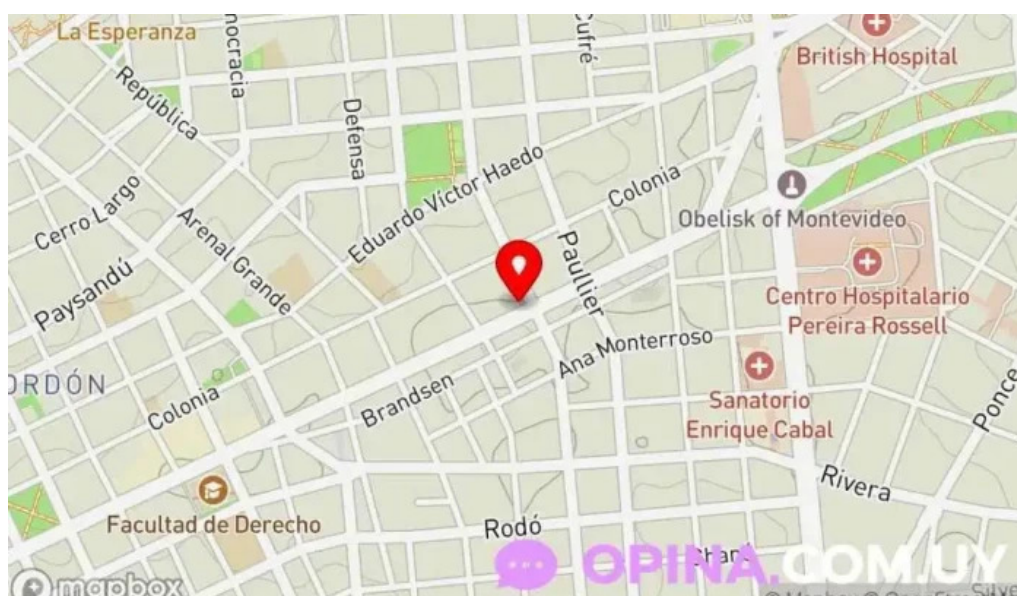 La Esperanza
Cufré
British Hospital
República
Defensa
Eduardo Víctor Haedo
Colonia
Obelisk of Montevideo
Cerro Largo
Arenal Grande
Paullier
Paysandú
Centro Hospitalario
Pereira Rossell
Ana Monterroso
Brandsen
Colonia
Sanatorio
Enrique Cabal
Ponce
Rivera
Facultad de Derecho
Rodó
OPINA.COM.UY
mapbox